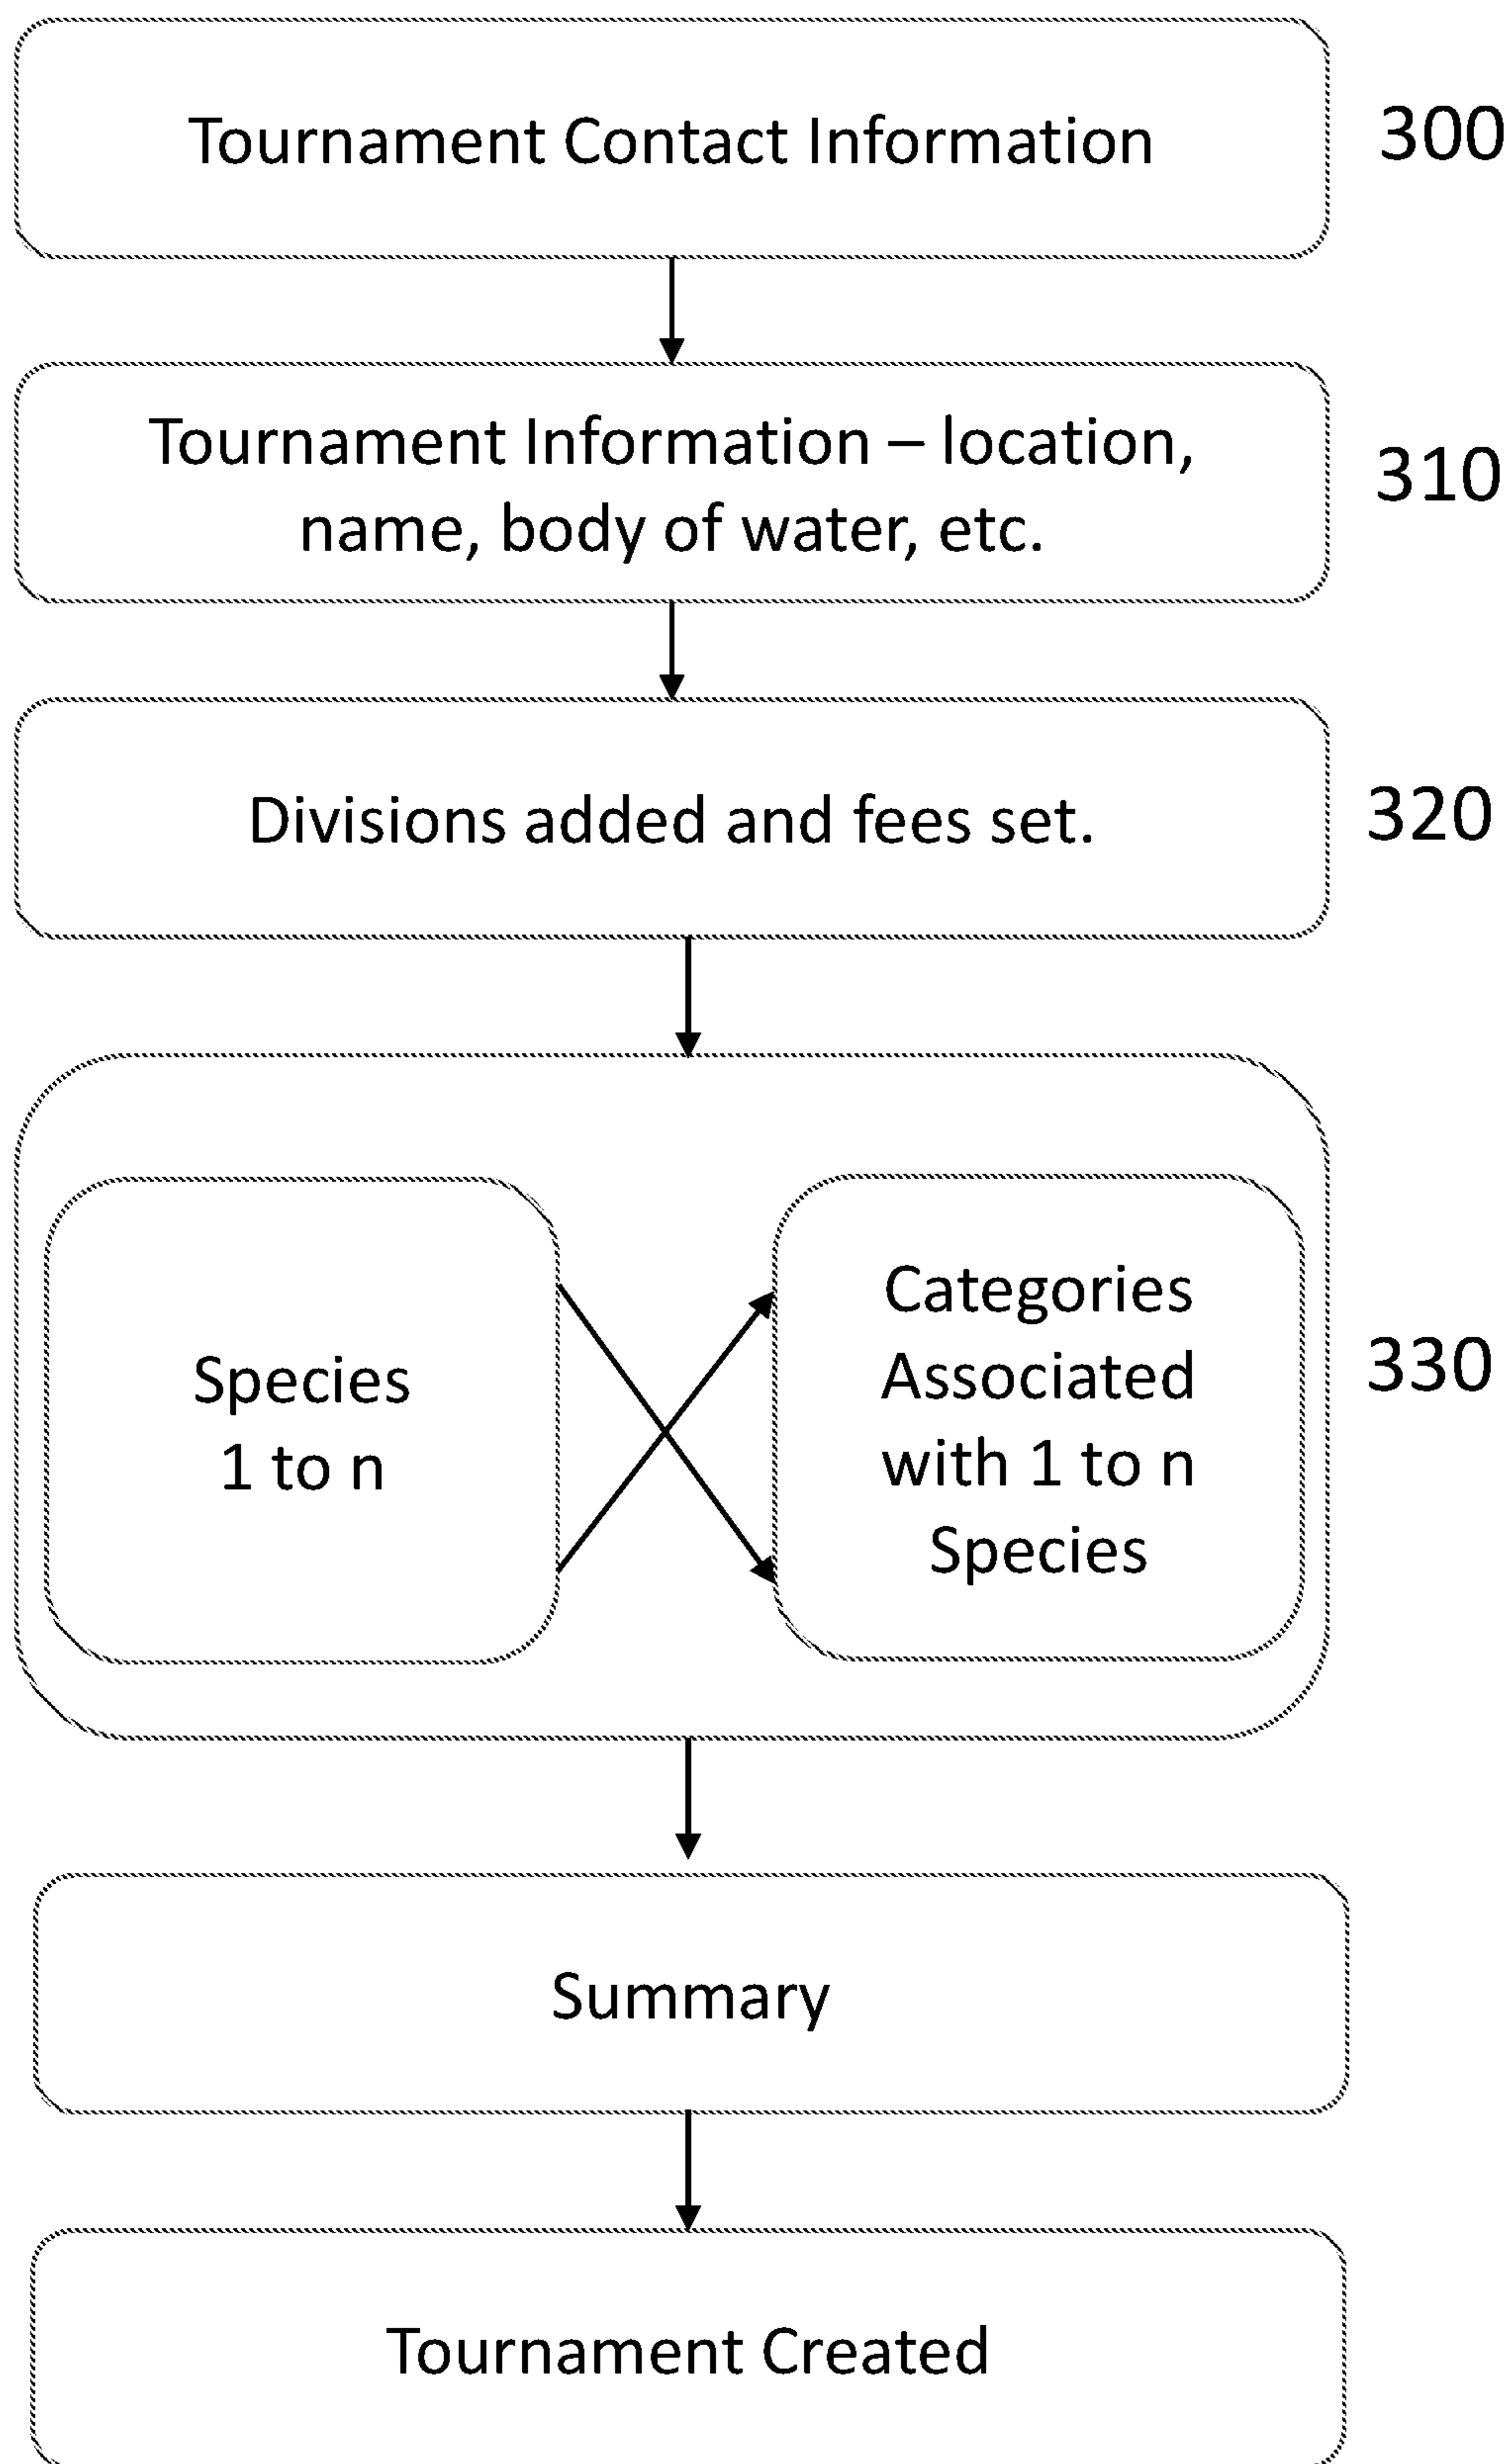 Tournament Contact Information
300
Tournament Information – location,
name, body of water, etc.
310
Divisions added and fees set.
320
Species
1 to n
Categories
Associated
with 1 to n
Species
330
Summary
Tournament Created